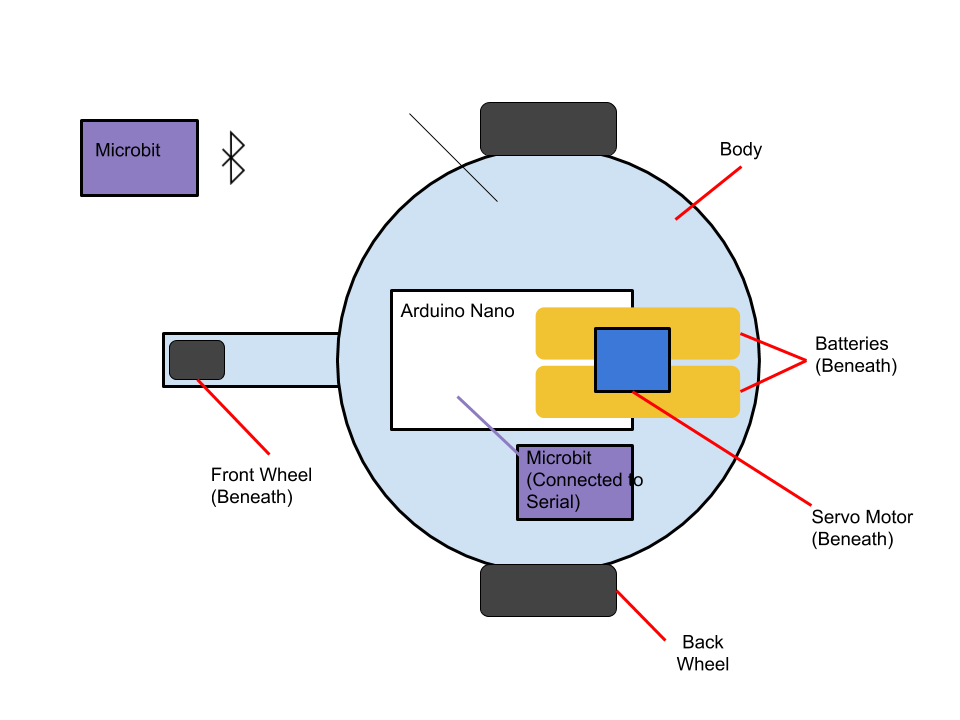 Microbit
Body
Arduino Nano
Batteries
(Beneath)
Microbit
(Connected to
Serial)
Front Wheel
(Beneath)
Servo Motor
(Beneath)
Back
Wheel